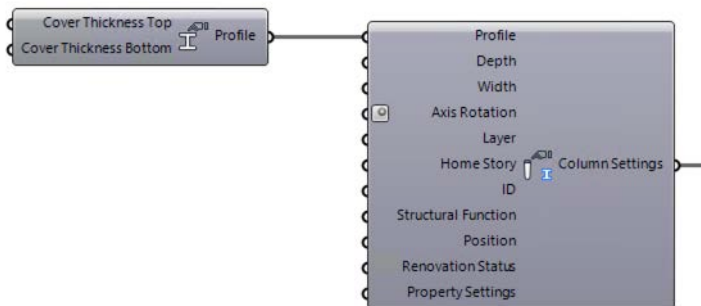 Cover Thickness Top
Cover Thickness Bottom
Profile
Profile
Depth
Width
Axis Rotation
Layer
Home Story
ID
Structural Function
Position
Renovation Status
Property Settings
Column Settings